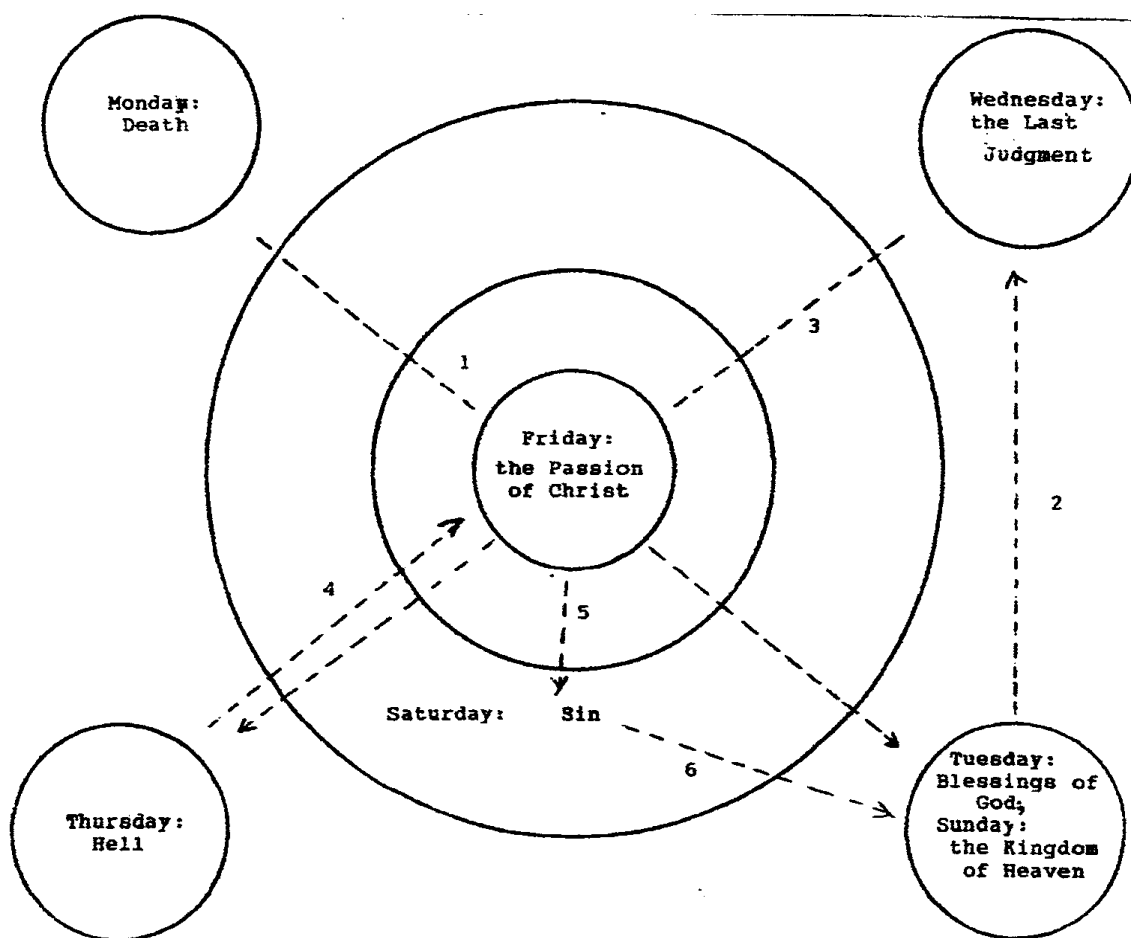 Monday:
Death
Wednesday:
the Last
Judgment
3
1
Friday:
the Passion
of Christ
2
4
5
Saturday: Sin
6
Tuesday:
Blessings of
God;
Sunday:
the Kingdom
of Heaven
Thursday:
Hell